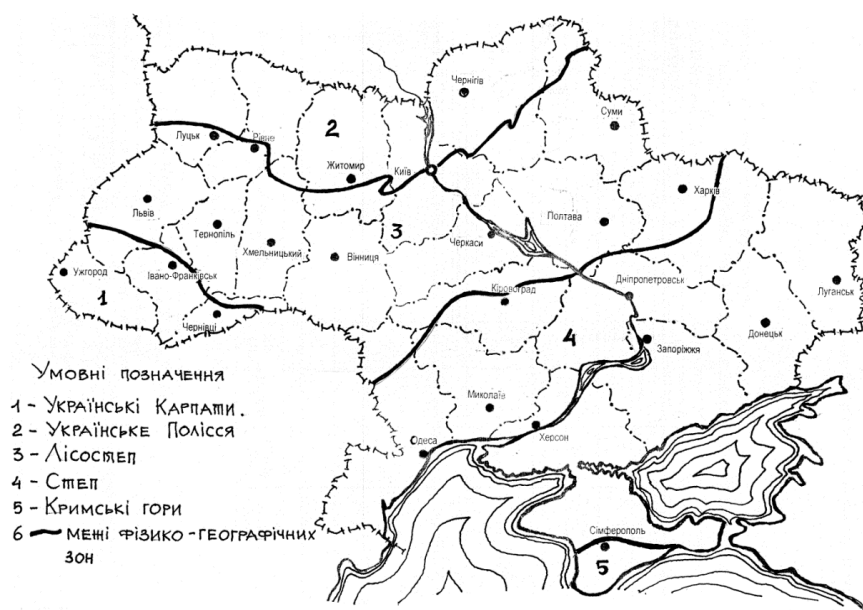 Чернігів
Суми
Луцьк
Рівне
2
Житомир
Київ
Харків
Львів
Тернопіль
3
Полтава
Черкаси
Хмельницький
Вінниця
Ужгород
Івано-Франківськ
1
Дніпропетровськ
Луганськ
Кіровоград
Чернівці
4
Запоріжжя
Донецьк
Миколаїв
Одеса
Херсон
Сімферополь
5
Умовні позначення
1 - Українські Карпати.
2 - Українське Полісся
3 - Лісостеп
4 - Степ
5 - Кримські гори
6 межі фізико-географічних
зон